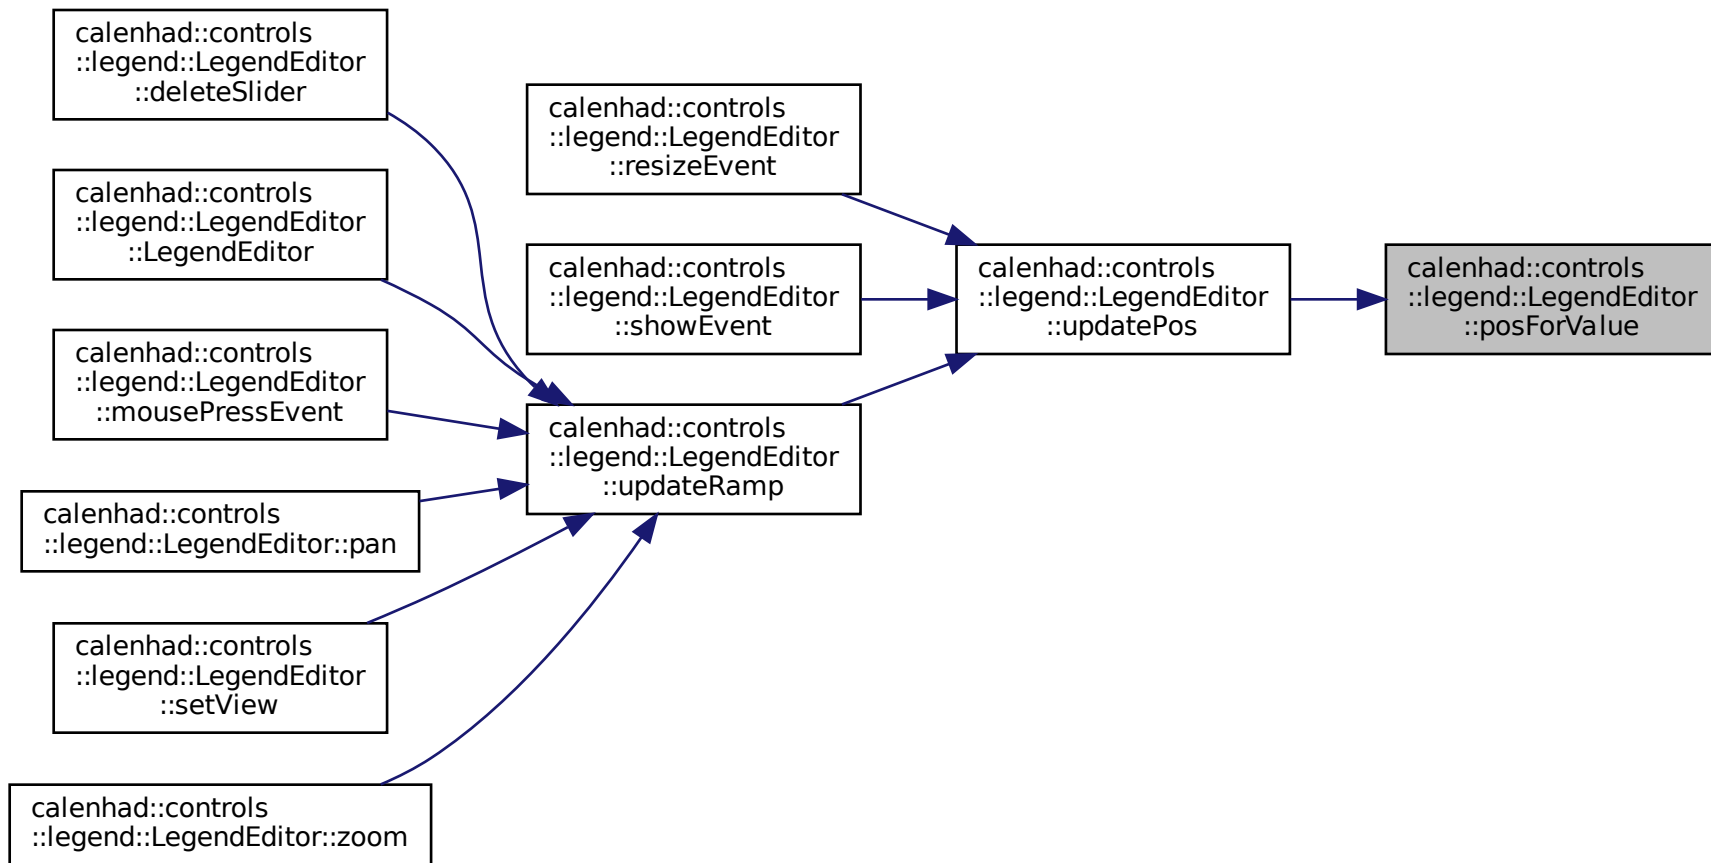 calenhad::controls
::legend::LegendEditor
::deleteSlider
calenhad::controls
::legend::LegendEditor
::LegendEditor
calenhad::controls
::legend::LegendEditor
::mousePressEvent
calenhad::controls
::legend::LegendEditor::pan
calenhad::controls
::legend::LegendEditor
::setView
calenhad::controls
::legend::LegendEditor::zoom
calenhad::controls
::legend::LegendEditor
::resizeEvent
calenhad::controls
::legend::LegendEditor
::showEvent
calenhad::controls
::legend::LegendEditor
::updateRamp
calenhad::controls
::legend::LegendEditor
::updatePos
calenhad::controls
::legend::LegendEditor
::posForValue